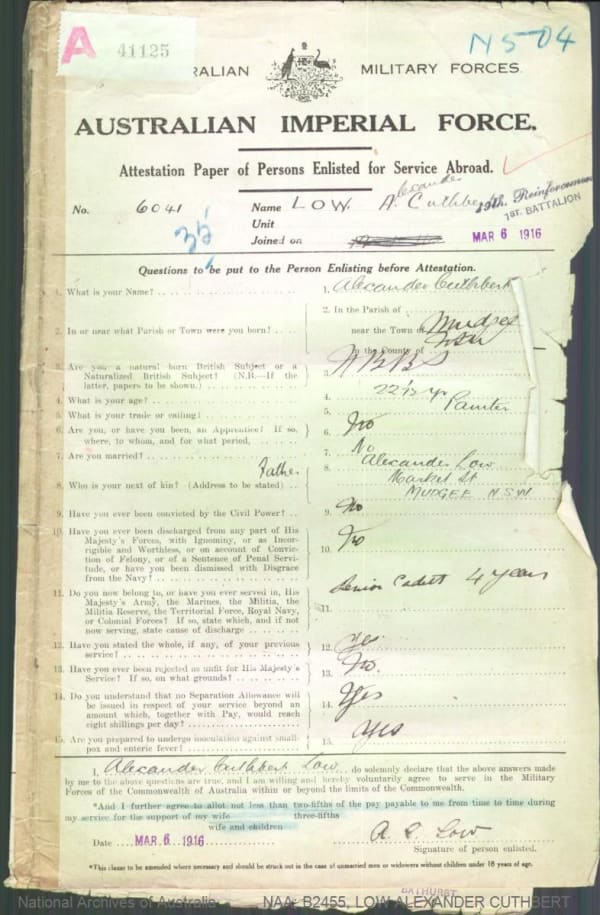 A 41125
N 504
RALIAN MILITARY FORCES.
AUSTRALIAN IMPERIAL FORCE.
Attestation Paper of Persons Enlisted for Service Abroad.
No. 6041 Name LOW. A. Cuthbert
Alexander
19th Reinforcements
1ST. BATTALION
Unit
Joined on
MAR 6 1916
Questions to be put to the Person Enlisting before Attestation.
1. What is your Name?
1. Alexander Cuthbert
2. In or near what Parish or Town were you born?
2. In the Parish of
near the Town of Mudgee
in the County of NSW
3. Are you a natural born British Subject or a
Naturalized British Subject? (N.B.—If the
latter, papers to be shown.)
3. NBBS
4. What is your age?
4. 22½ yrs
5. What is your trade or calling?
5. Painter
6. Are you, or have you been, an Apprentice? If so,
where, to whom, and for what period,
6. No
7. Are you married?
7. No
8. Who is your next of kin? (Address to be stated)
Father
8. Alexander Low
Market St
MUDGEE NSW
9. Have you ever been convicted by the Civil Power?
9. No
10. Have you ever been discharged from any part of His
Majesty's Forces, with Ignominy, or as Incor-
rigible and Worthless, or on account of Convic-
tion of Felony, or of a Sentence of Penal Servi-
tude, or have you been dismissed with Disgrace
from the Navy?
10. No
11. Do you now belong to, or have you ever served in, His
Majesty's Army, the Marines, the Militia, the
Militia Reserve, the Territorial Force, Royal Navy,
or Colonial Forces? If so, state which, and if not
now serving, state cause of discharge
11. Senior Cadets 4 years
12. Have you stated the whole, if any, of your previous
service?
12. Yes
13. Have you ever been rejected as unfit for His Majesty's
Service? If so, on what grounds?
13. No.
14. Do you understand that no Separation Allowance will
be issued in respect of your service beyond an
amount which, together with Pay, would reach
eight shillings per day?
14. Yes
15. Are you prepared to undergo inoculation against small-
pox and enteric fever?
15. Yes
I, Alexander Cuthbert Low do solemnly declare that the above answers made
by me to the above questions are true, and I am willing and hereby voluntarily agree to serve in the Military
Forces of the Commonwealth of Australia within or beyond the limits of the Commonwealth.
*And I further agree to allot not less than two-fifths of the pay payable to me from time to time during
three-fifths
my service for the support of my wife
wife and children
Date MAR. 6 1916
A C Low
Signature of person enlisted.
*This clause to be amended where necessary and should be struck out in the case of unmarried men or widowers without children under 18 years of age.
BATHURST
National Archives of Australia NAA: B2455, LOW ALEXANDER CUTHBERT